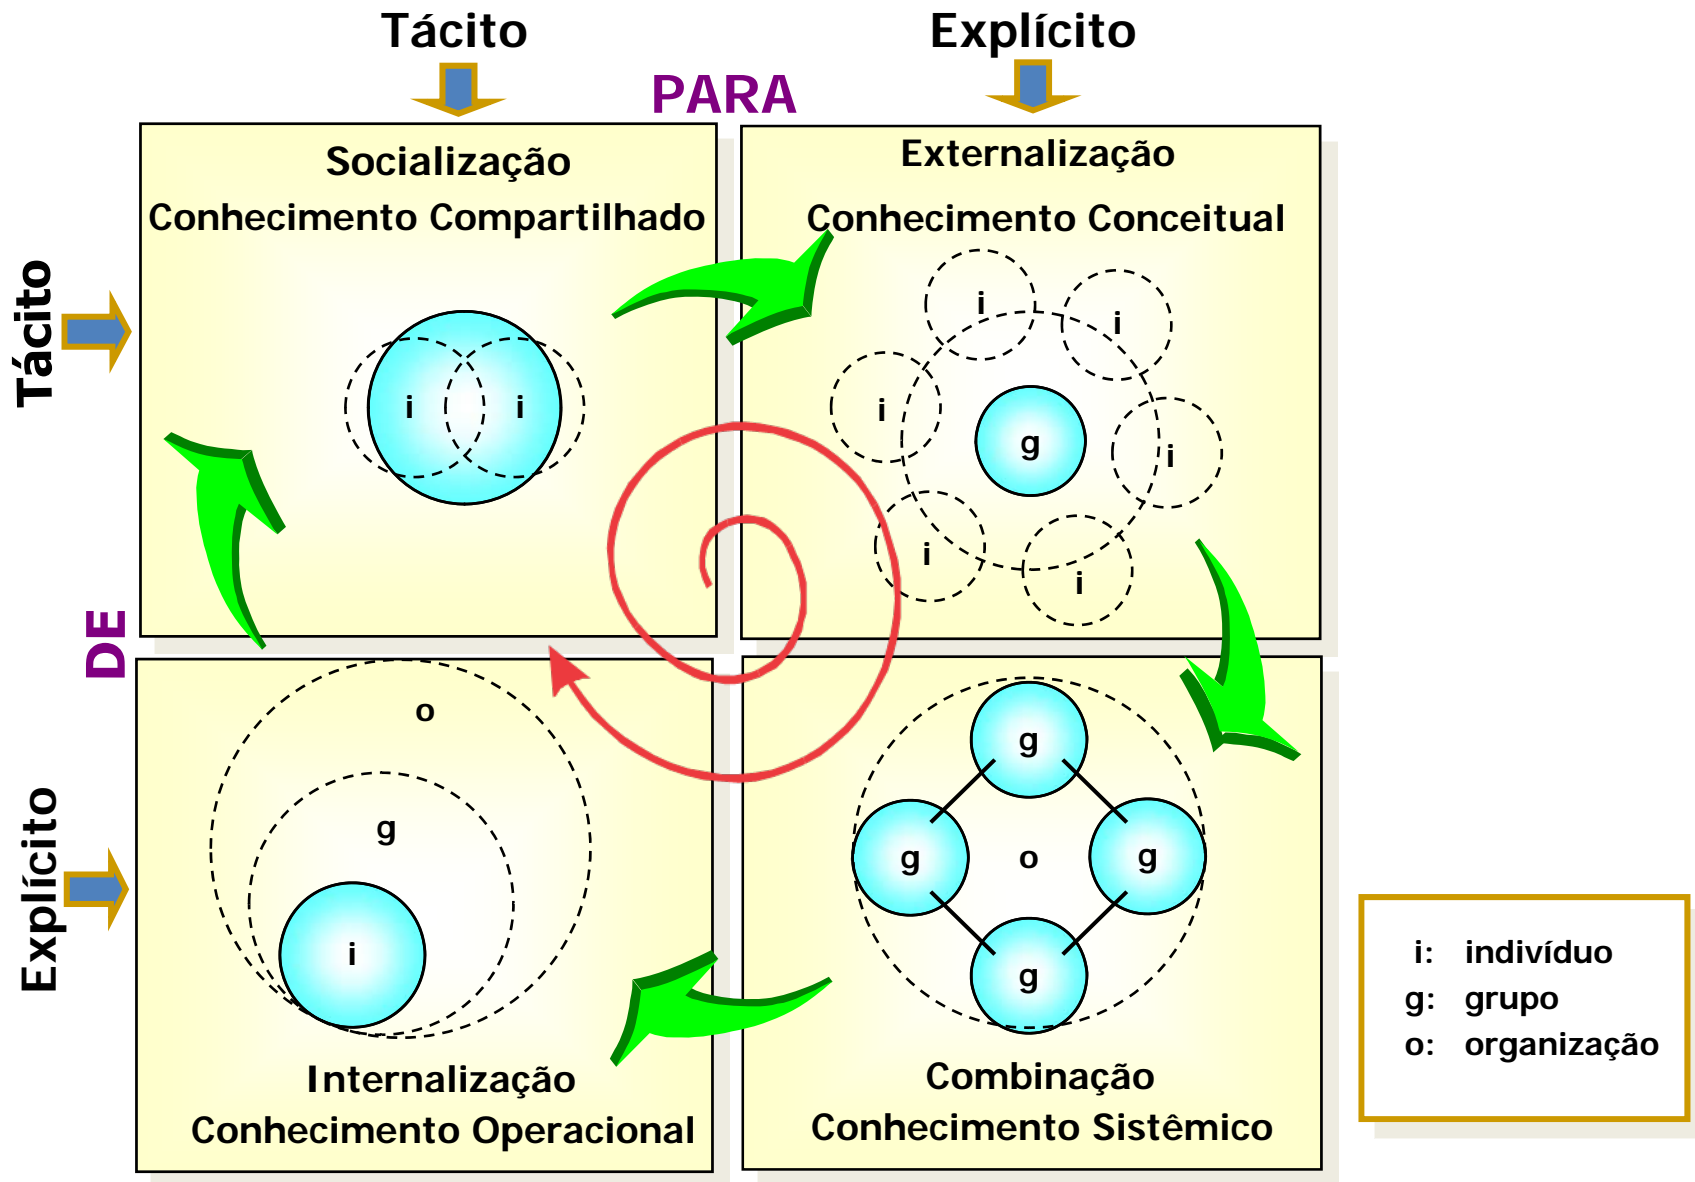 Tácito
Explícito
PARA
Socialização
Conhecimento Compartilhado
Externalização
Conhecimento Conceitual
Tácito
i
i
i
i
i
i
i
i
g
DE
Explícito
o
g
i
Internalização
Conhecimento Operacional
g
g
o
g
g
Combinação
Conhecimento Sistêmico
i: indivíduo
g: grupo
o: organização